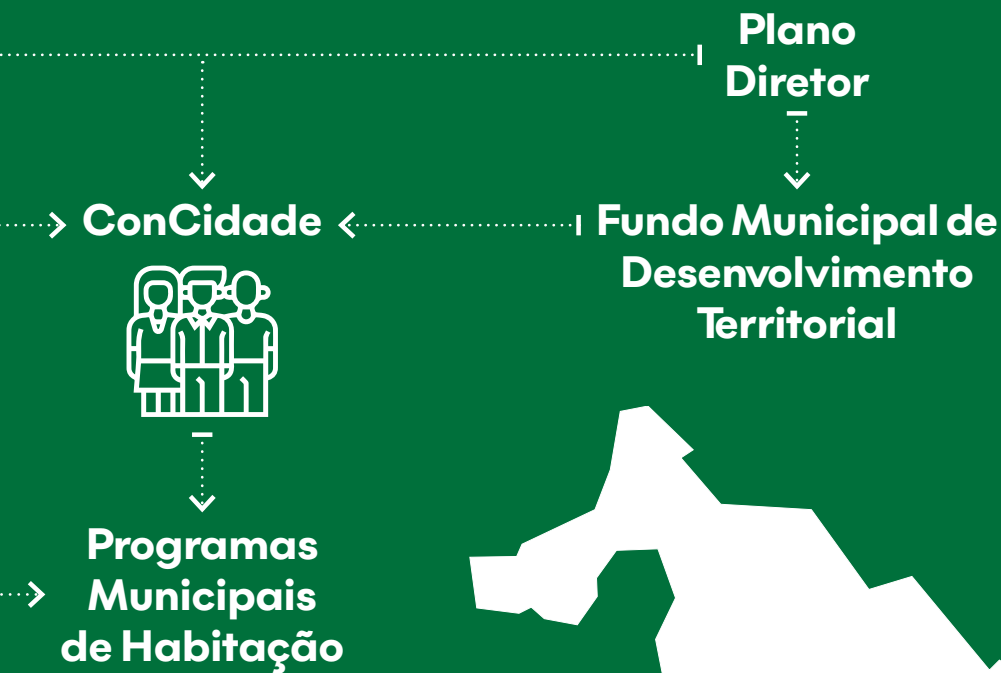 Plano
Diretor
ConCidade
Fundo Municipal de
Desenvolvimento
Territorial
Programas
Municipais
de Habitação